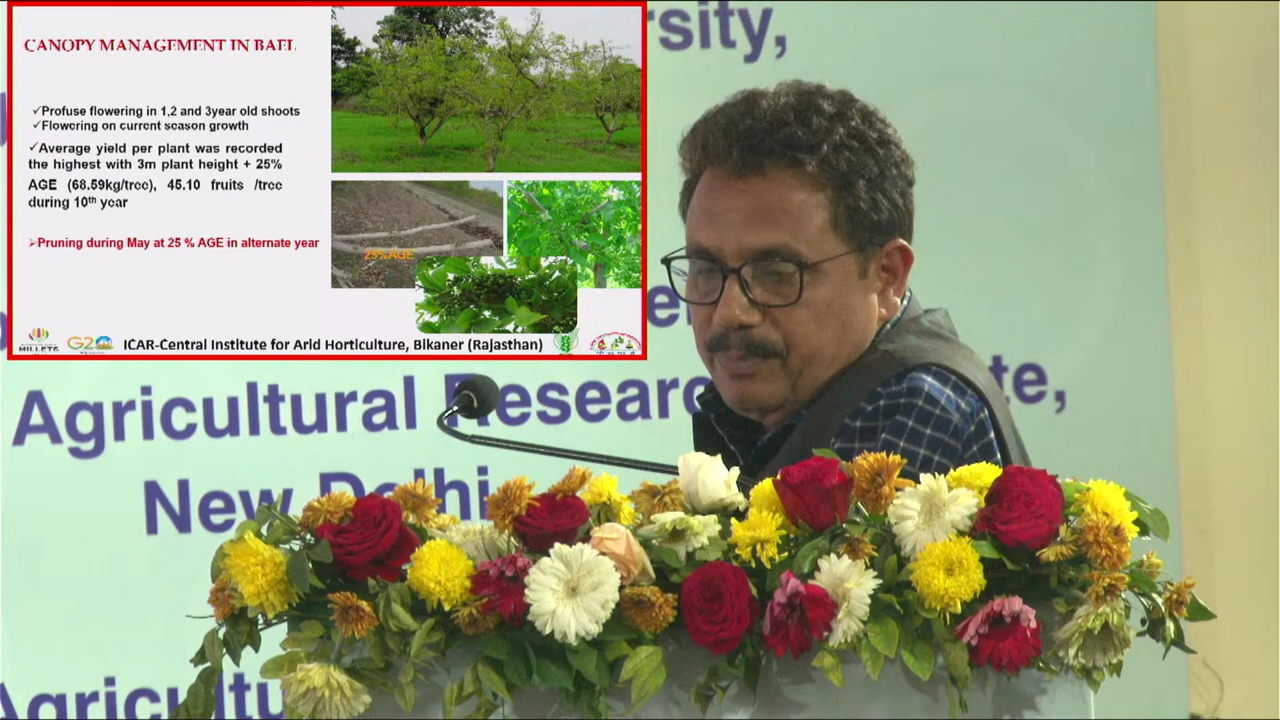 CANOPY MANAGEMENT IN BAEL
✓Profuse flowering in 1,2 and 3year old shoots
✓Flowering on current season growth
✓Average yield per plant was recorded
the highest with 3m plant height + 25%
AGE (68.59kg/tree), 45.10 fruits /tree
during 10th year
➢Pruning during May at 25 % AGE in alternate year
25%AGE
MILLETS
G20
ICAR-Central Institute for Arid Horticulture, Bikaner (Rajasthan)
sity,
Agricultural Researc te,
New Delhi
Agricultu